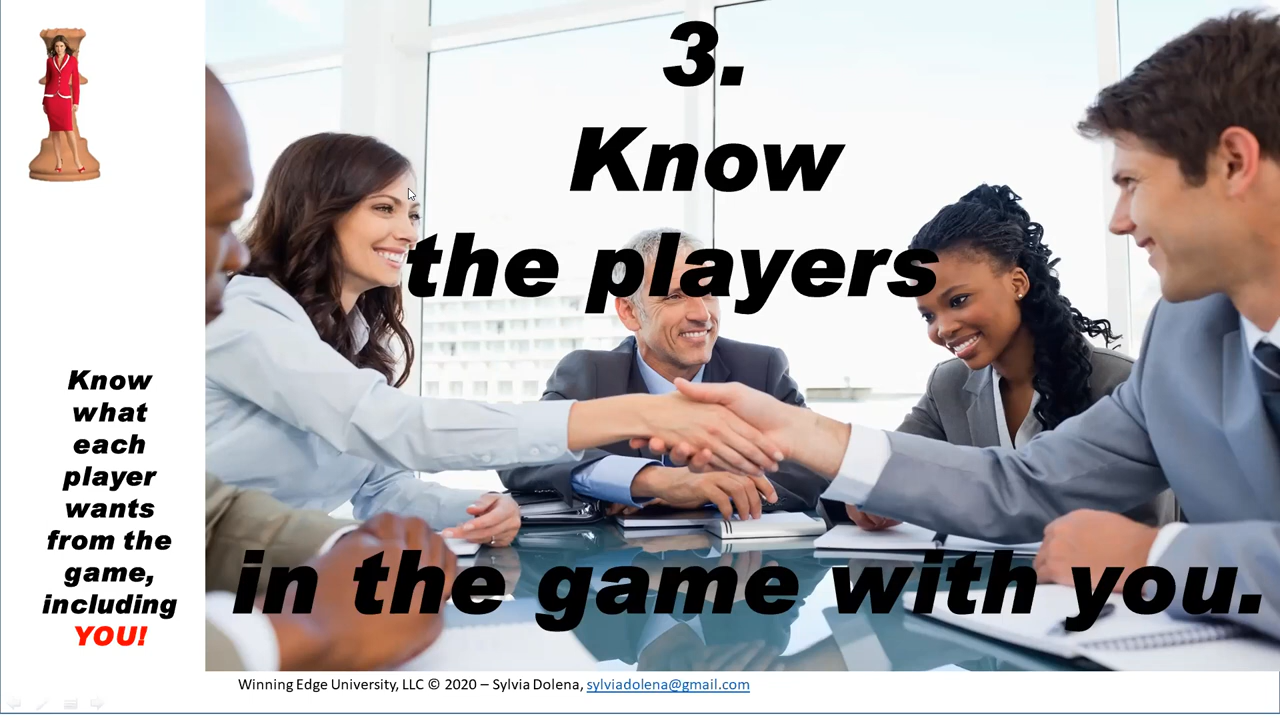 3.
Know
the players
in the game with you.
Know
what
each
player
wants
from the
game,
including
YOU!
Winning Edge University, LLC © 2020 – Sylvia Dolena, sylviadolena@gmail.com